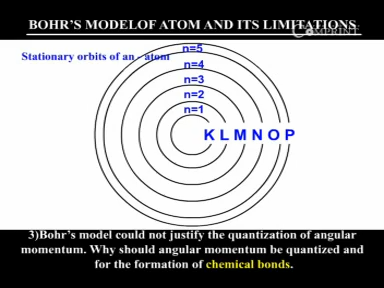 BOHR'S MODELOF ATOM AND ITS LIMITATIONS
COMPRINT
Stationary orbits of an - atom
n=5
n=4
n=3
n=2
n=1
K L M N O P
3)Bohr's model could not justify the quantization of angular
momentum. Why should angular momentum be quantized and
for the formation of chemical bonds.